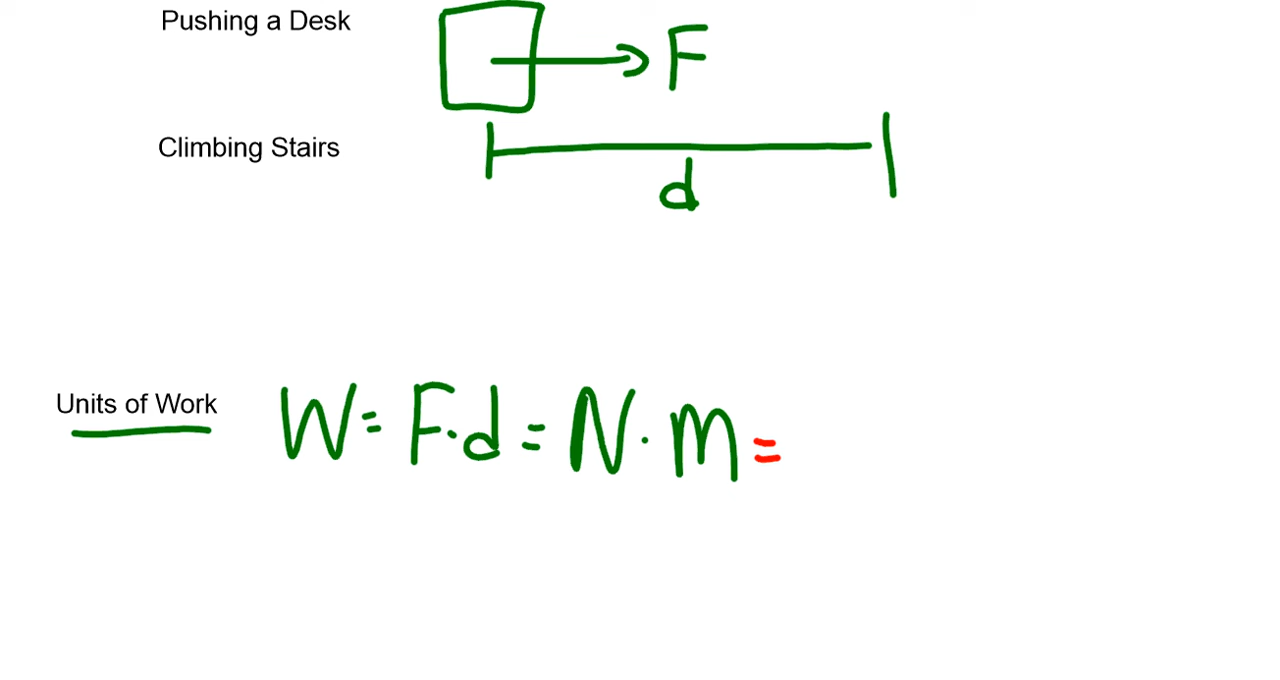 Pushing a Desk
F
Climbing Stairs
d
Units of Work W = F·d = N·m =